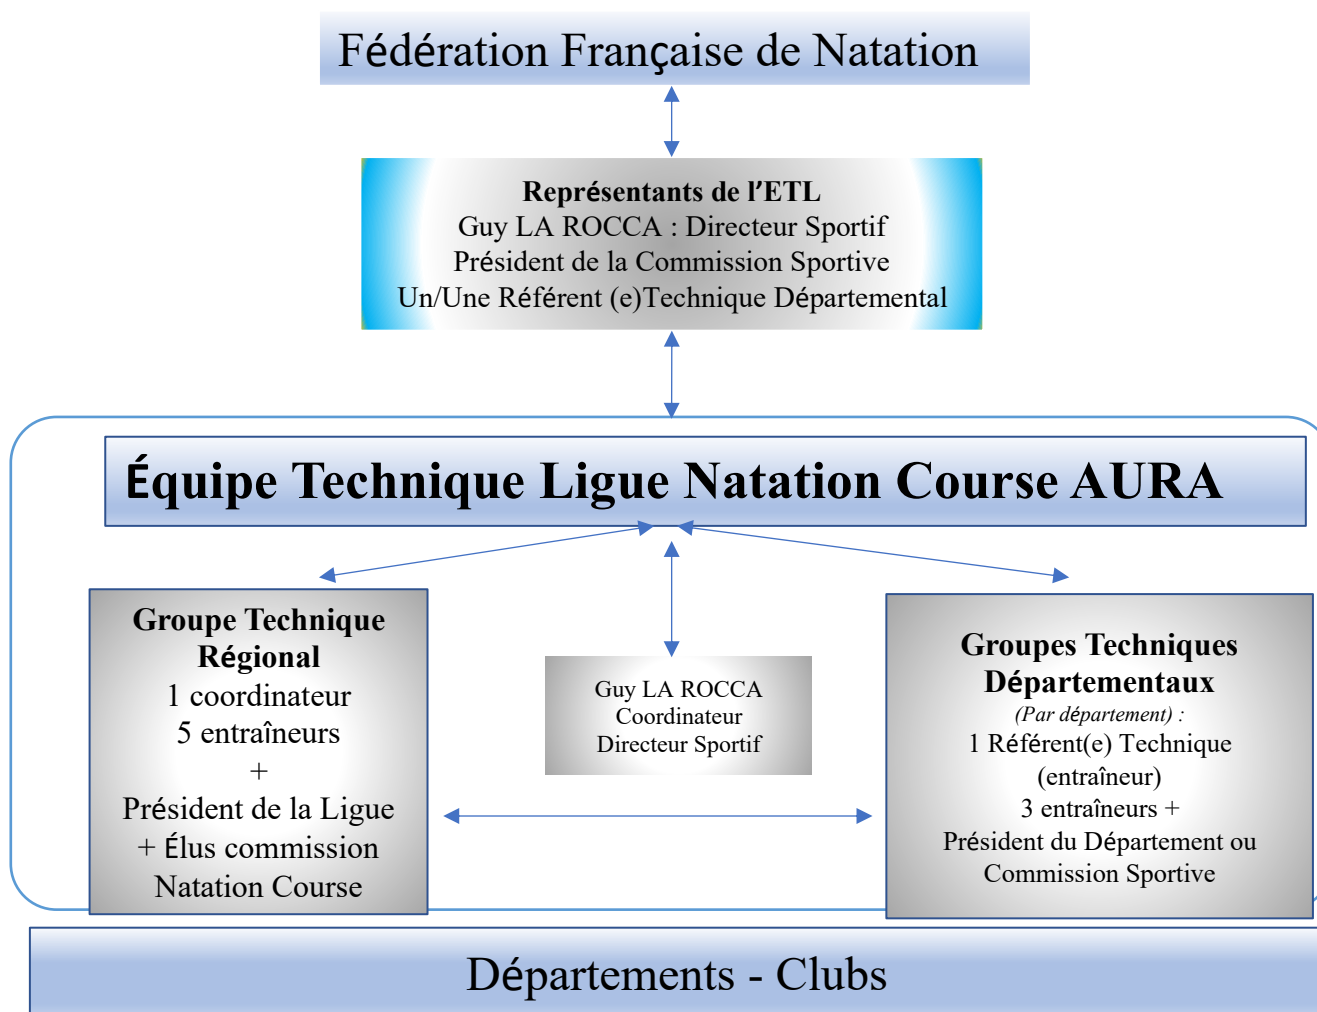 Fédération Française de Natation
Représentants de l’ETL
Guy LA ROCCA : Directeur Sportif
Président de la Commission Sportive
Un/Une Référent (e)Technique Départemental
Équipe Technique Ligue Natation Course AURA
Groupe Technique
Régional
1 coordinateur
5 entraîneurs
+
Président de la Ligue
+ Élus commission
Natation Course
Guy LA ROCCA
Coordinateur
Directeur Sportif
Groupes Techniques
Départementaux
(Par département) :
1 Référent(e) Technique
(entraîneur)
3 entraîneurs +
Président du Département ou
Commission Sportive
Départements - Clubs